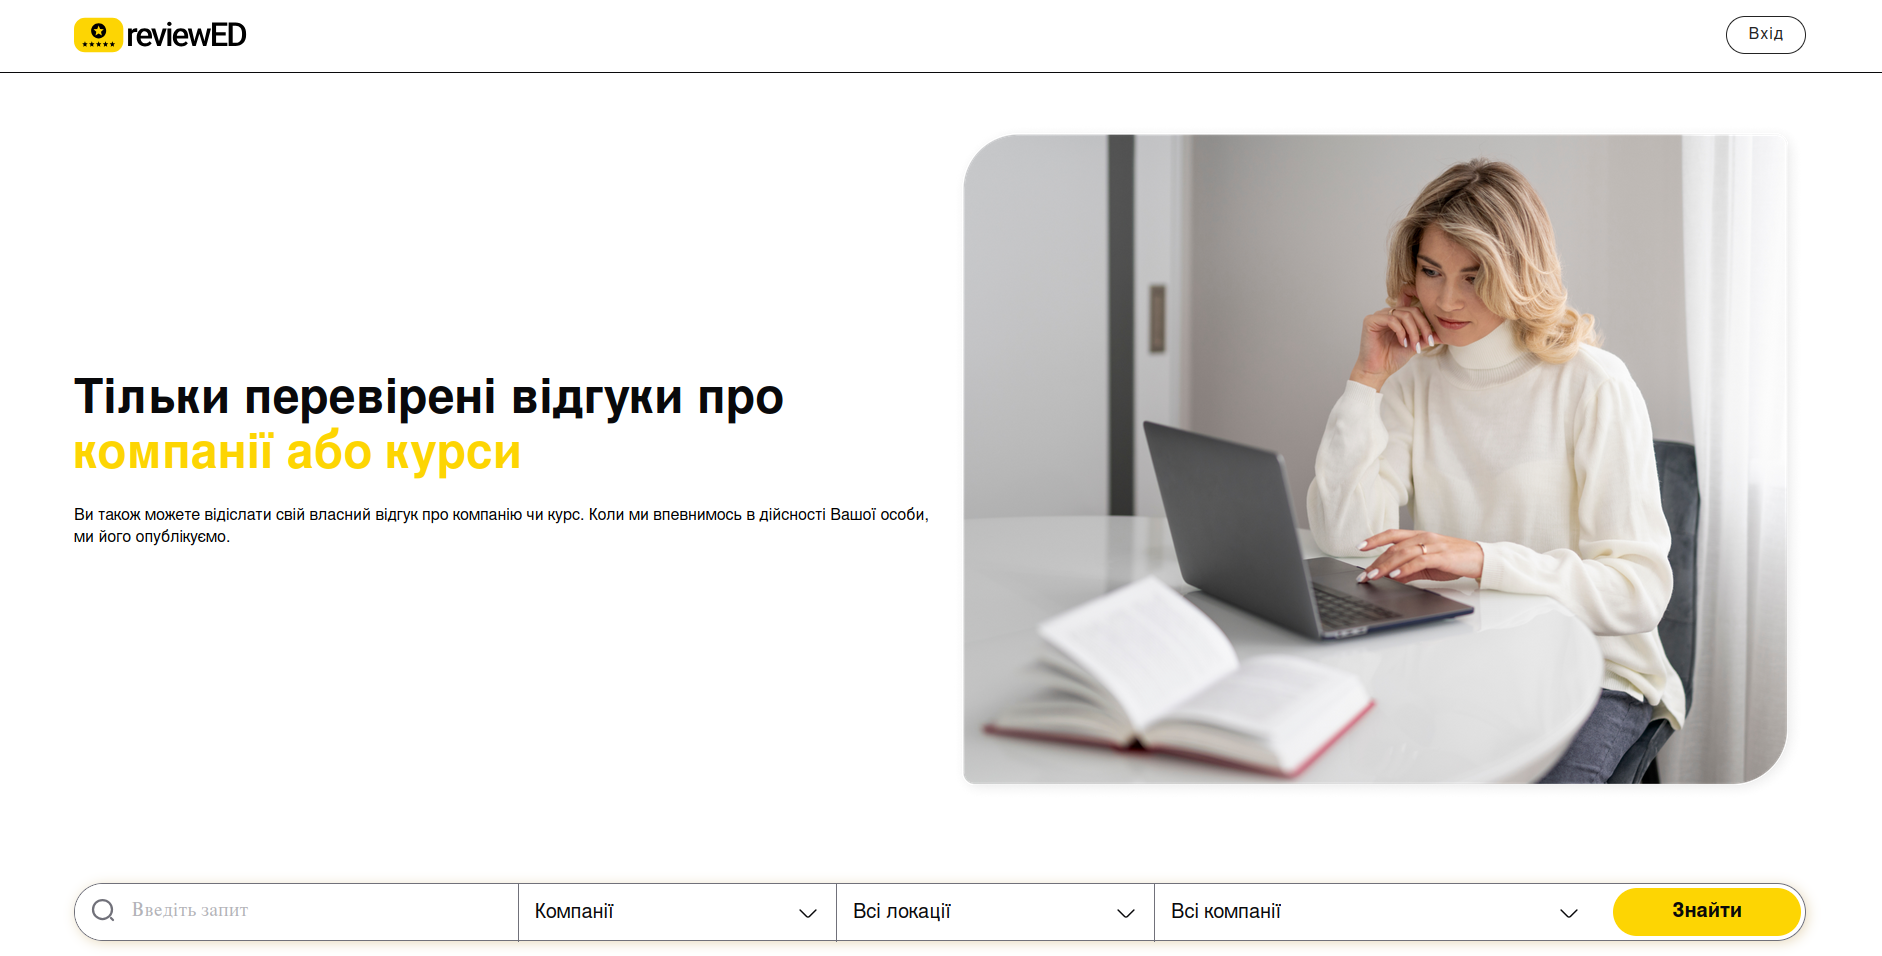 reviewED
Вхід
Тільки перевірені відгуки про
компанії або курси
Ви також можете відіслати свій власний відгук про компанію чи курс. Коли ми впевнимось в дійсності Вашої особи,
ми його опублікуємо.
Введіть запит
Компанії
Всі локації
Всі компанії
Знайти